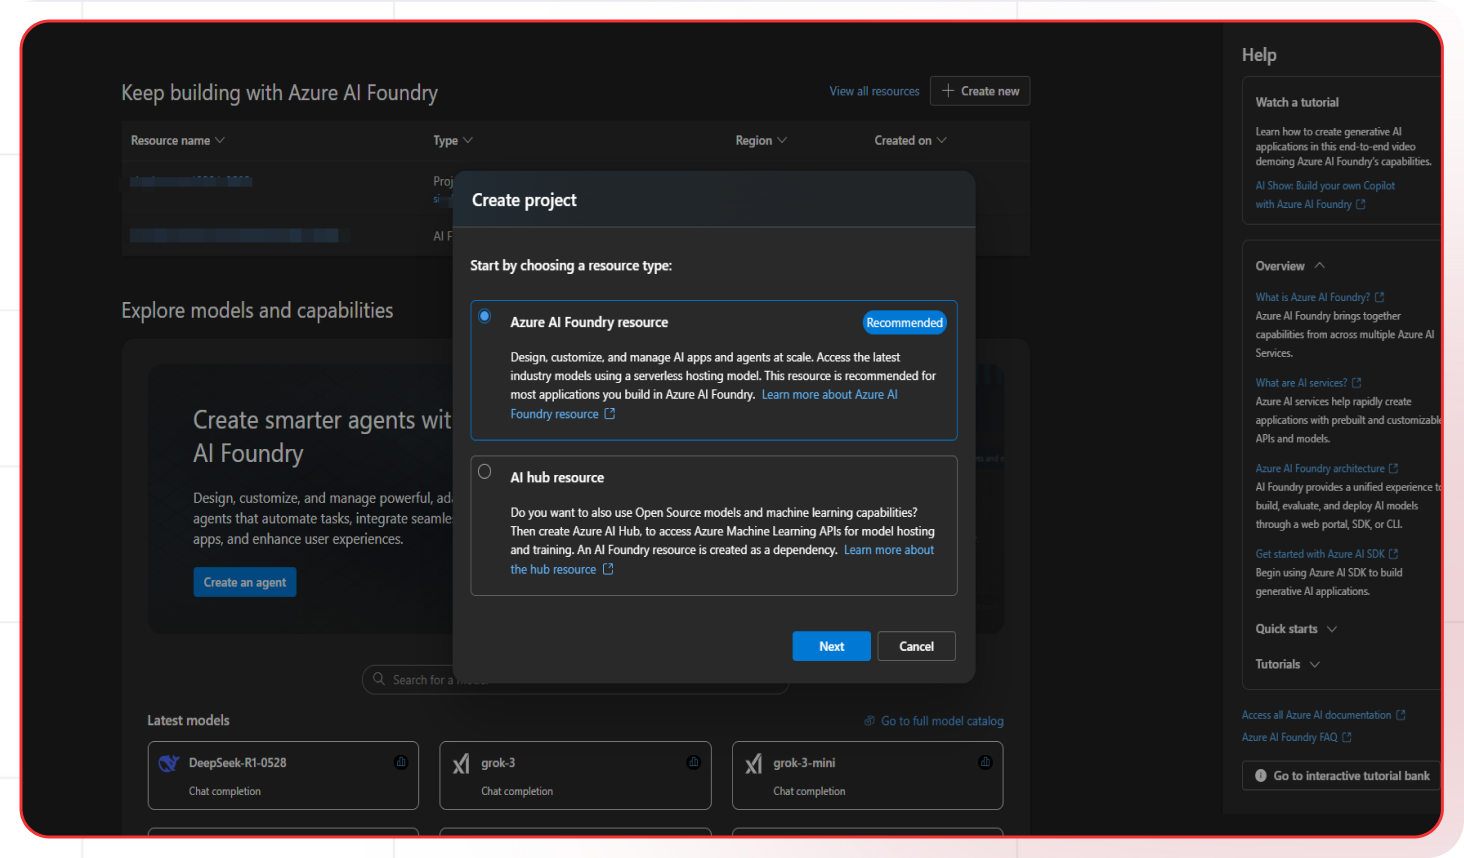 Keep building with Azure AI Foundry
View all resources
Create new
Resource name
Type
Region
Created on
Proj
AI F
Create project
Start by choosing a resource type:
Azure AI Foundry resource
Recommended
Design, customize, and manage AI apps and agents at scale. Access the latest
industry models using a serverless hosting model. This resource is recommended for
most applications you build in Azure AI Foundry. Learn more about Azure AI
Foundry resource
AI hub resource
Do you want to also use Open Source models and machine learning capabilities?
Then create Azure AI Hub, to access Azure Machine Learning APIs for model hosting
and training. An AI Foundry resource is created as a dependency. Learn more about
the hub resource
Next
Cancel
Explore models and capabilities
Create smarter agents wit
AI Foundry
Design, customize, and manage powerful, ada
agents that automate tasks, integrate seamle
apps, and enhance user experiences.
Create an agent
Search for a
Latest models
Go to full model catalog
DeepSeek-R1-0528
Chat completion
grok-3
Chat completion
grok-3-mini
Chat completion
Help
Watch a tutorial
Learn how to create generative AI
applications in this end-to-end video
demoing Azure AI Foundry's capabilities.
AI Show: Build your own Copilot
with Azure AI Foundry
Overview
What is Azure AI Foundry?
Azure AI Foundry brings together
capabilities from across multiple Azure AI
Services.
What are AI services?
Azure AI services help rapidly create
applications with prebuilt and customizable
APIs and models.
Azure AI Foundry architecture
AI Foundry provides a unified experience to
build, evaluate, and deploy AI models
through a web portal, SDK, or CLI.
Get started with Azure AI SDK
Begin using Azure AI SDK to build
generative AI applications.
Quick starts
Tutorials
Access all Azure AI documentation
Azure AI Foundry FAQ
Go to interactive tutorial bank